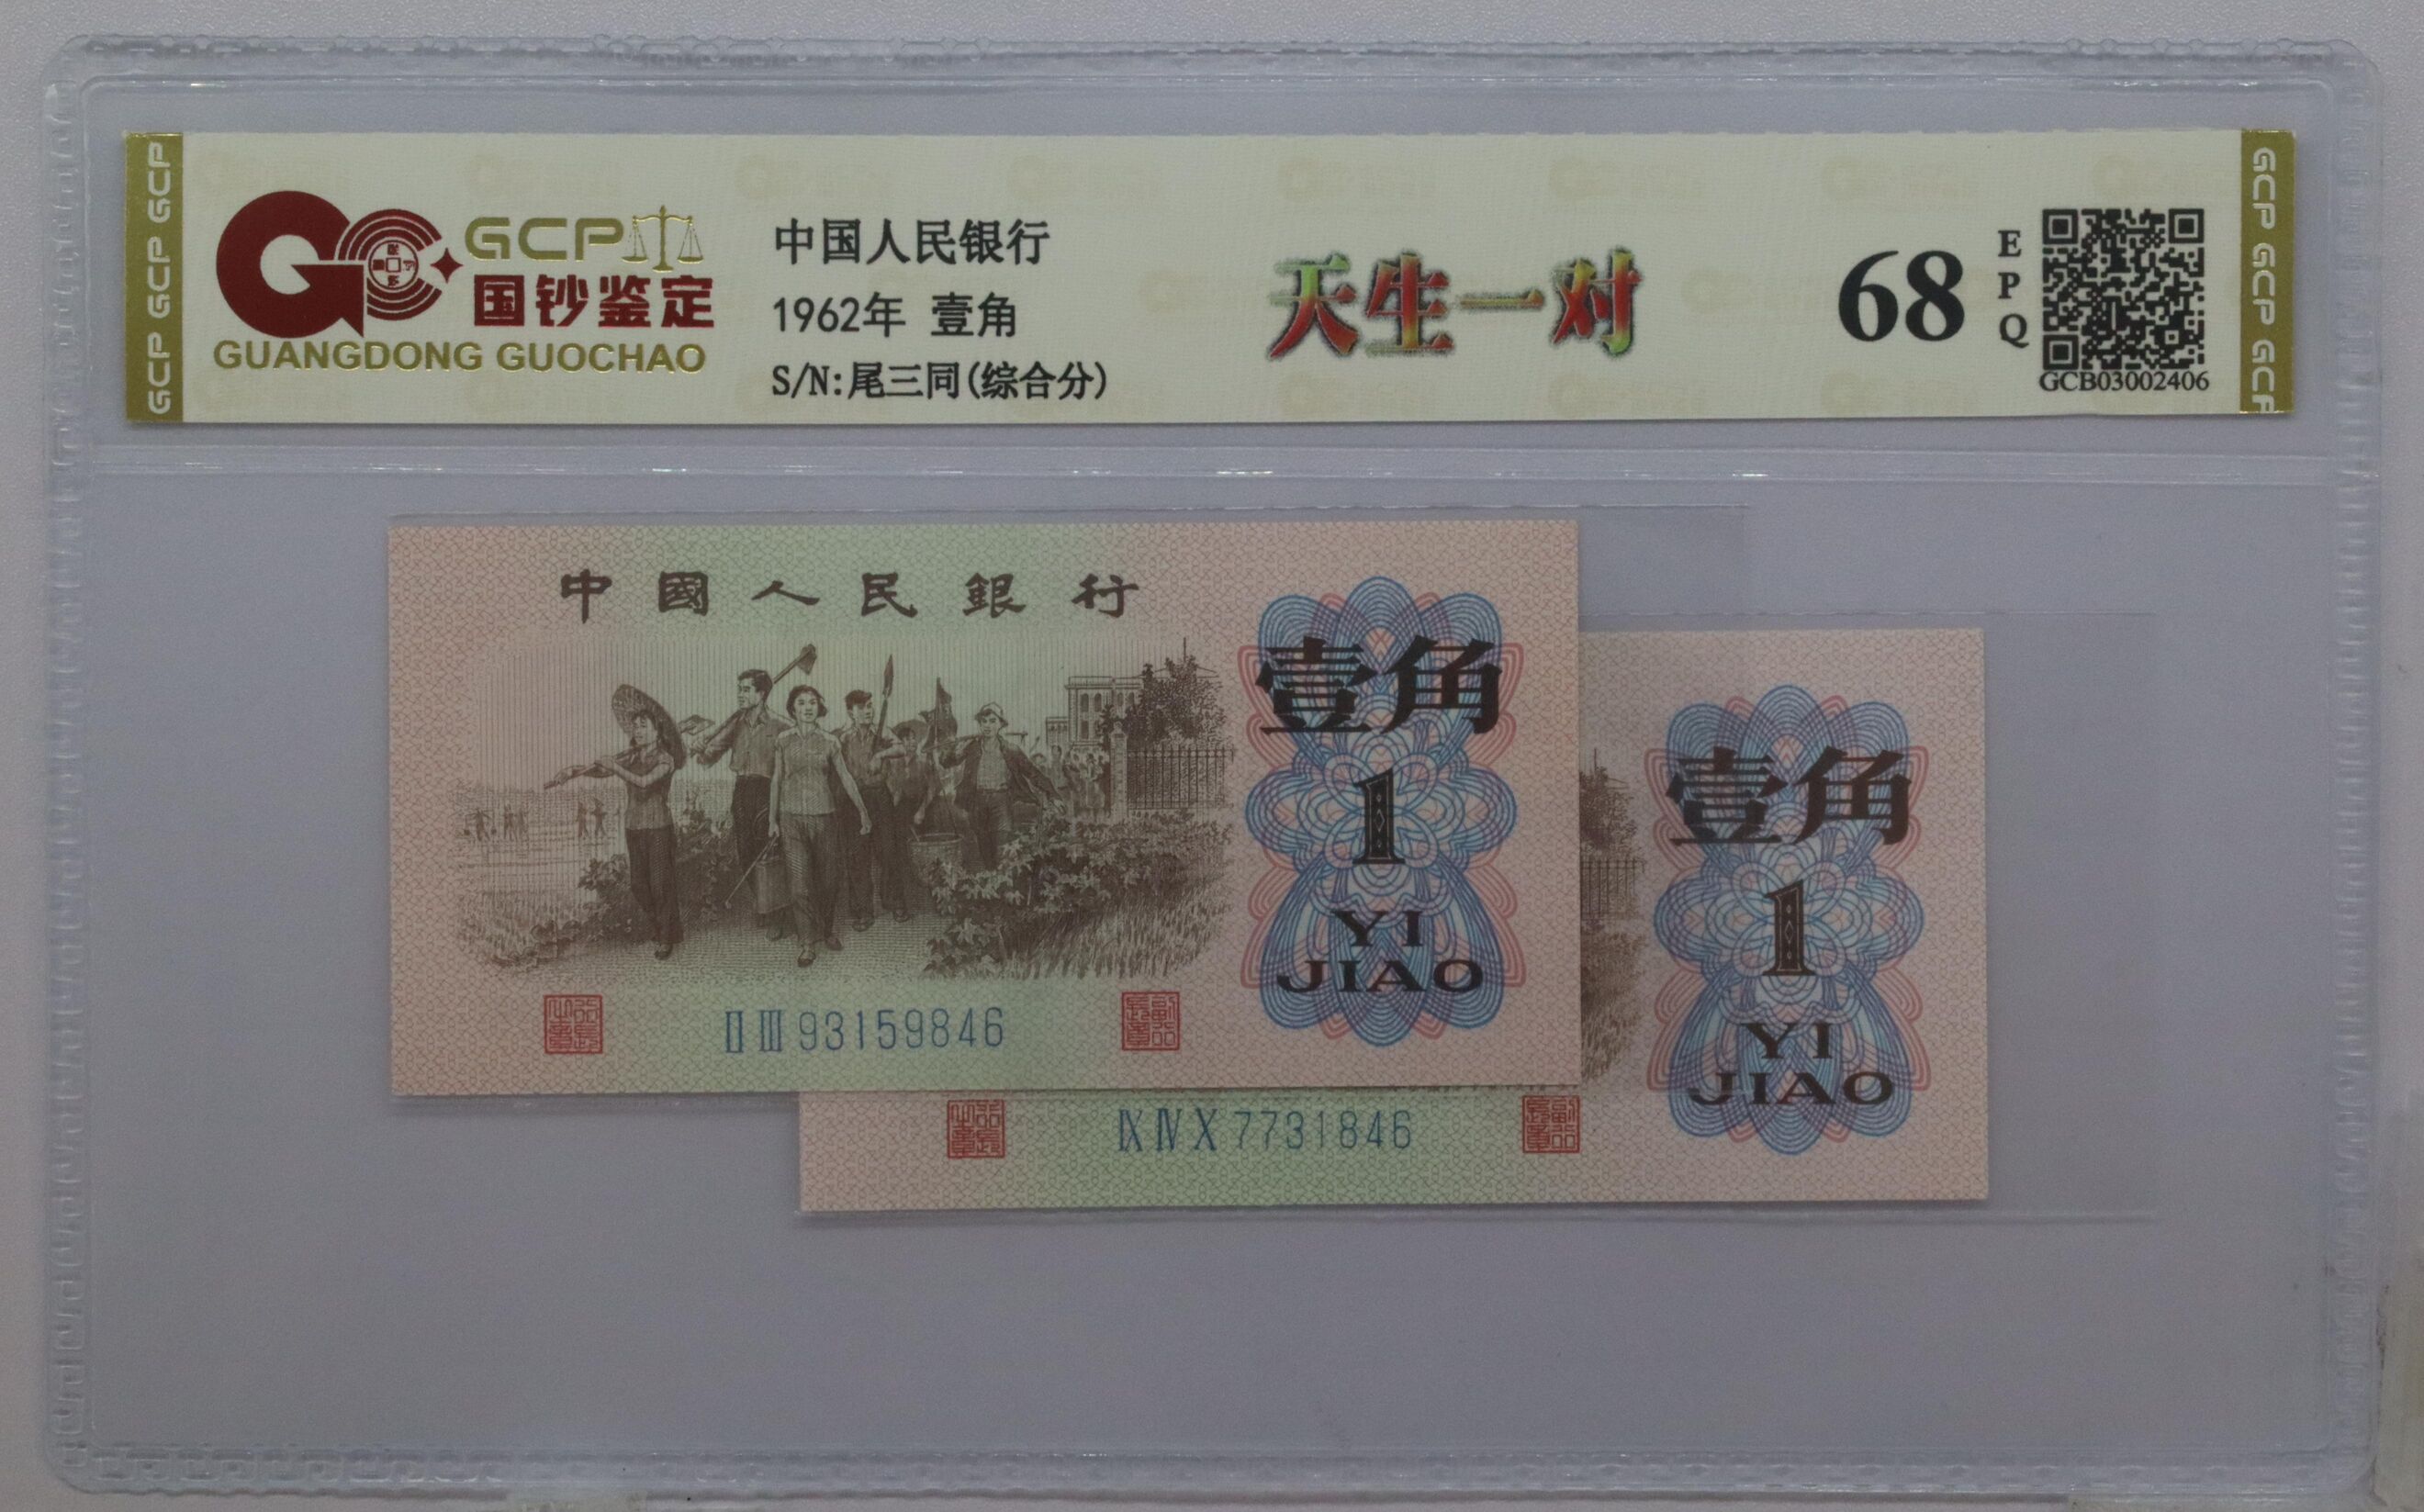 GCP GCP GCP
GCP
国钞鉴定
GUANGDONG GUOCHAO
中国人民银行
1962年 壹角
S/N:尾三同(综合分)
天生一对
68
E
P
Q
GCB03002406
GCP GCP GCP
中國人民銀行
壹角
1
YI
JIAO
ⅡⅢ93159846
壹角
1
YI
JIAO
ⅨⅣⅩ7731846